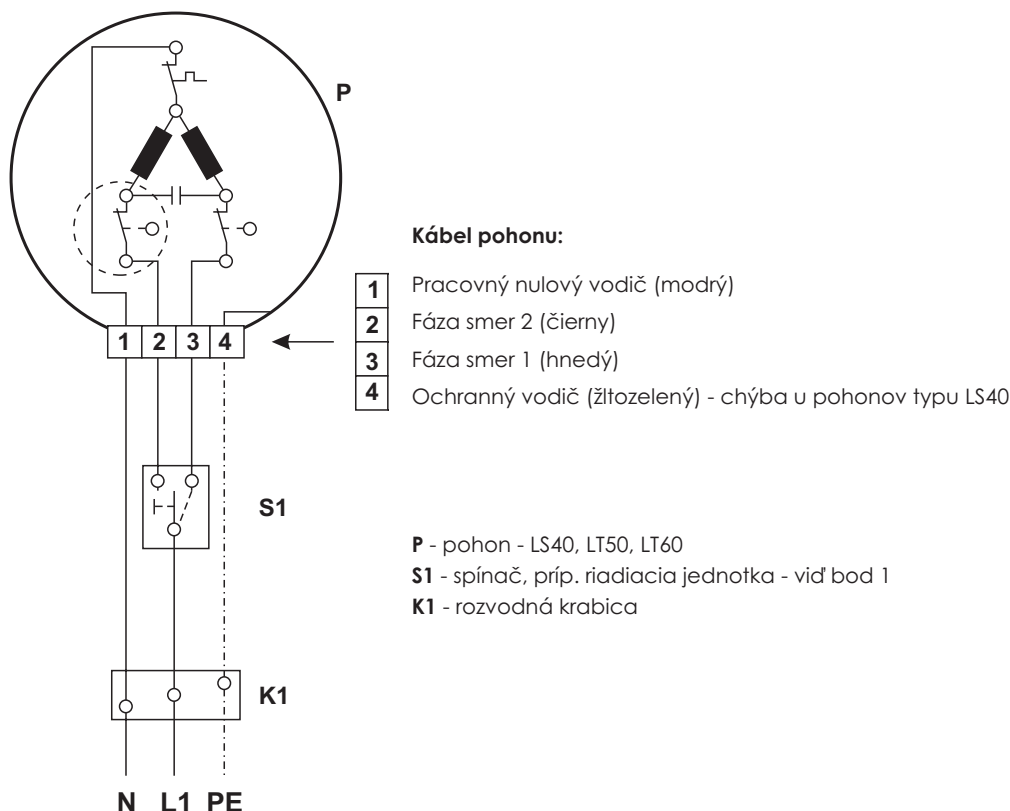 P
1 2 3 4
Kábel pohonu:
1 Pracovný nulový vodič (modrý)
2 Fáza smer 2 (čierny)
3 Fáza smer 1 (hnedý)
4 Ochranný vodič (žltozelený) - chýba u pohonov typu LS40
S1
P - pohon - LS40, LT50, LT60
S1 - spínač, príp. riadiacia jednotka - viď bod 1
K1 - rozvodná krabica
K1
N L1 PE